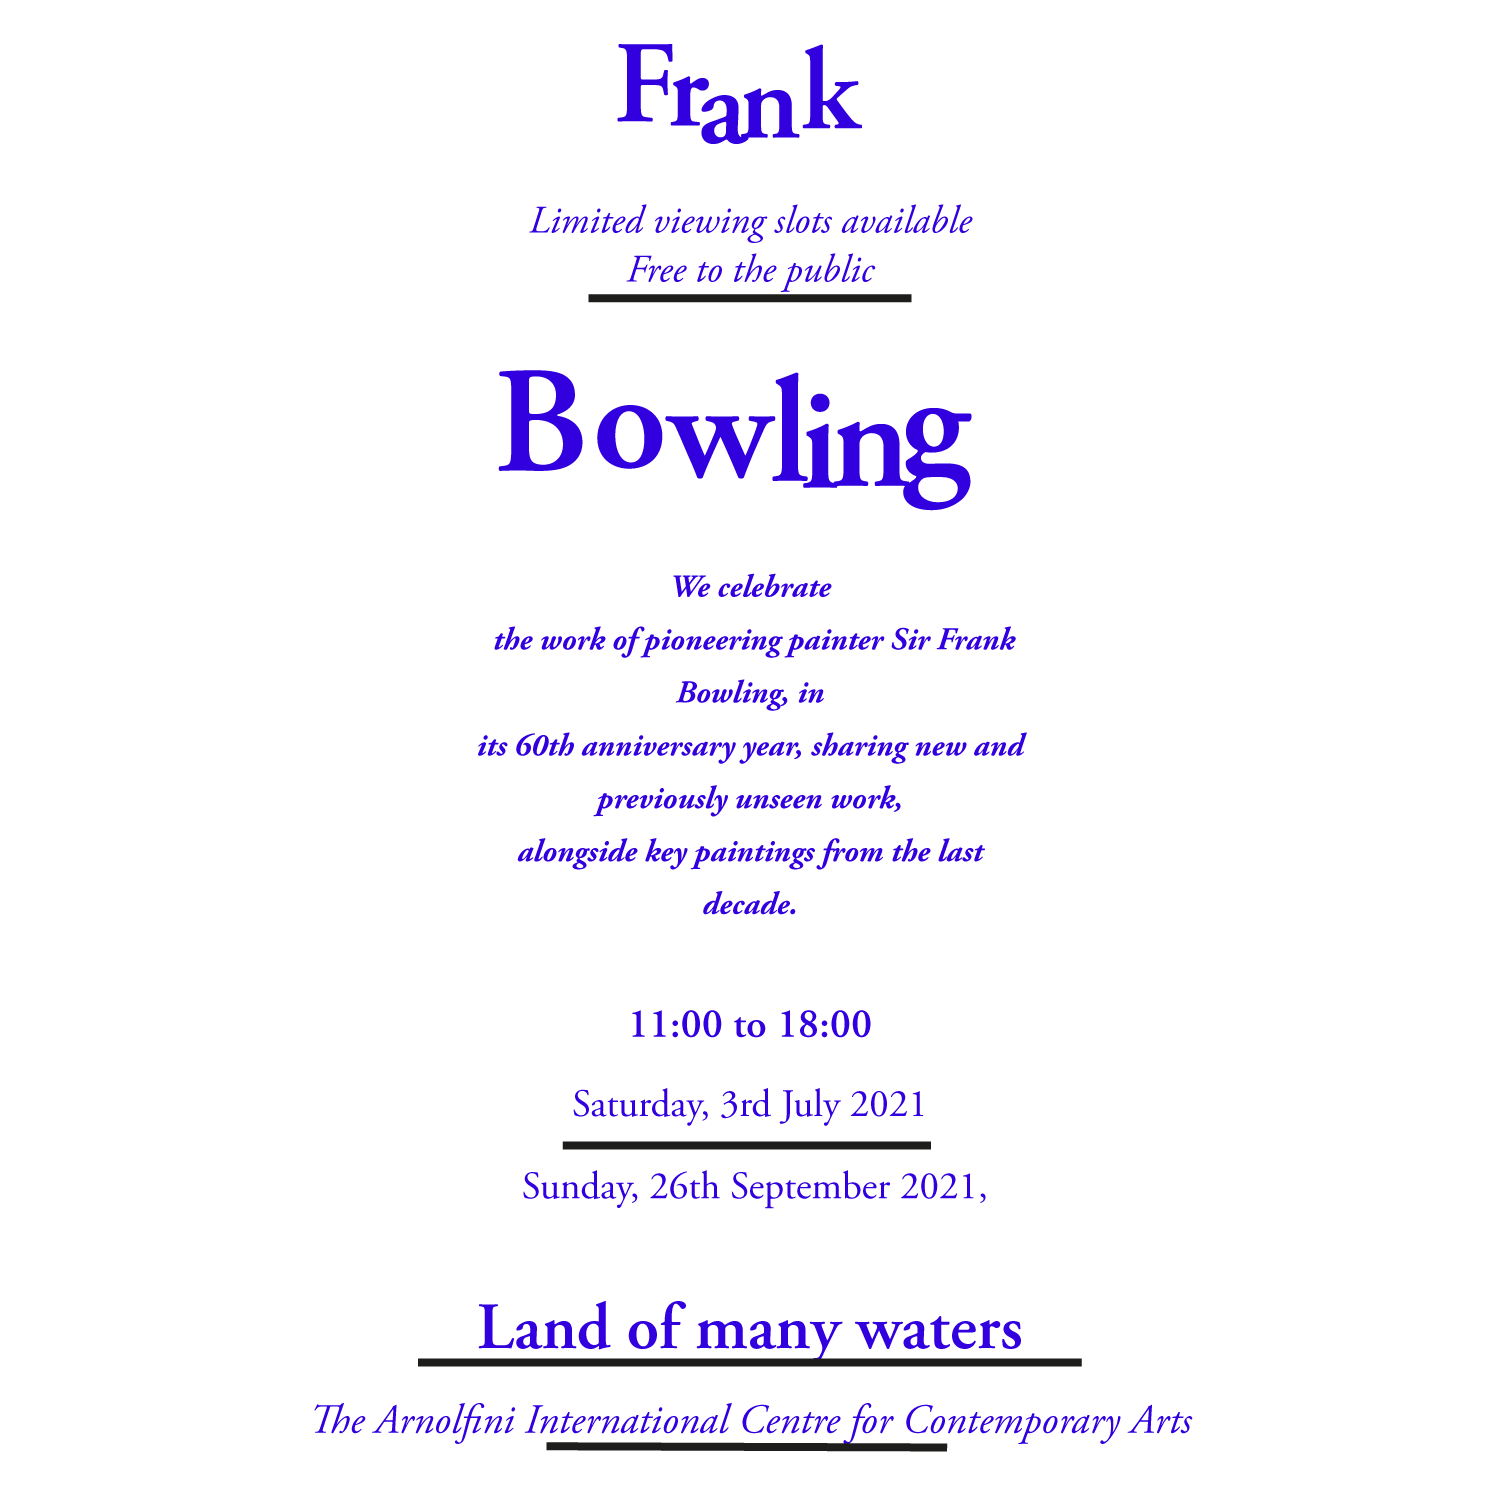 Frank
Limited viewing slots available
Free to the public
Bowling
We celebrate
the work of pioneering painter Sir Frank
Bowling, in
its 60th anniversary year, sharing new and
previously unseen work,
alongside key paintings from the last
decade.
11:00 to 18:00
Saturday, 3rd July 2021
Sunday, 26th September 2021,
Land of many waters
The Arnolfini International Centre for Contemporary Arts